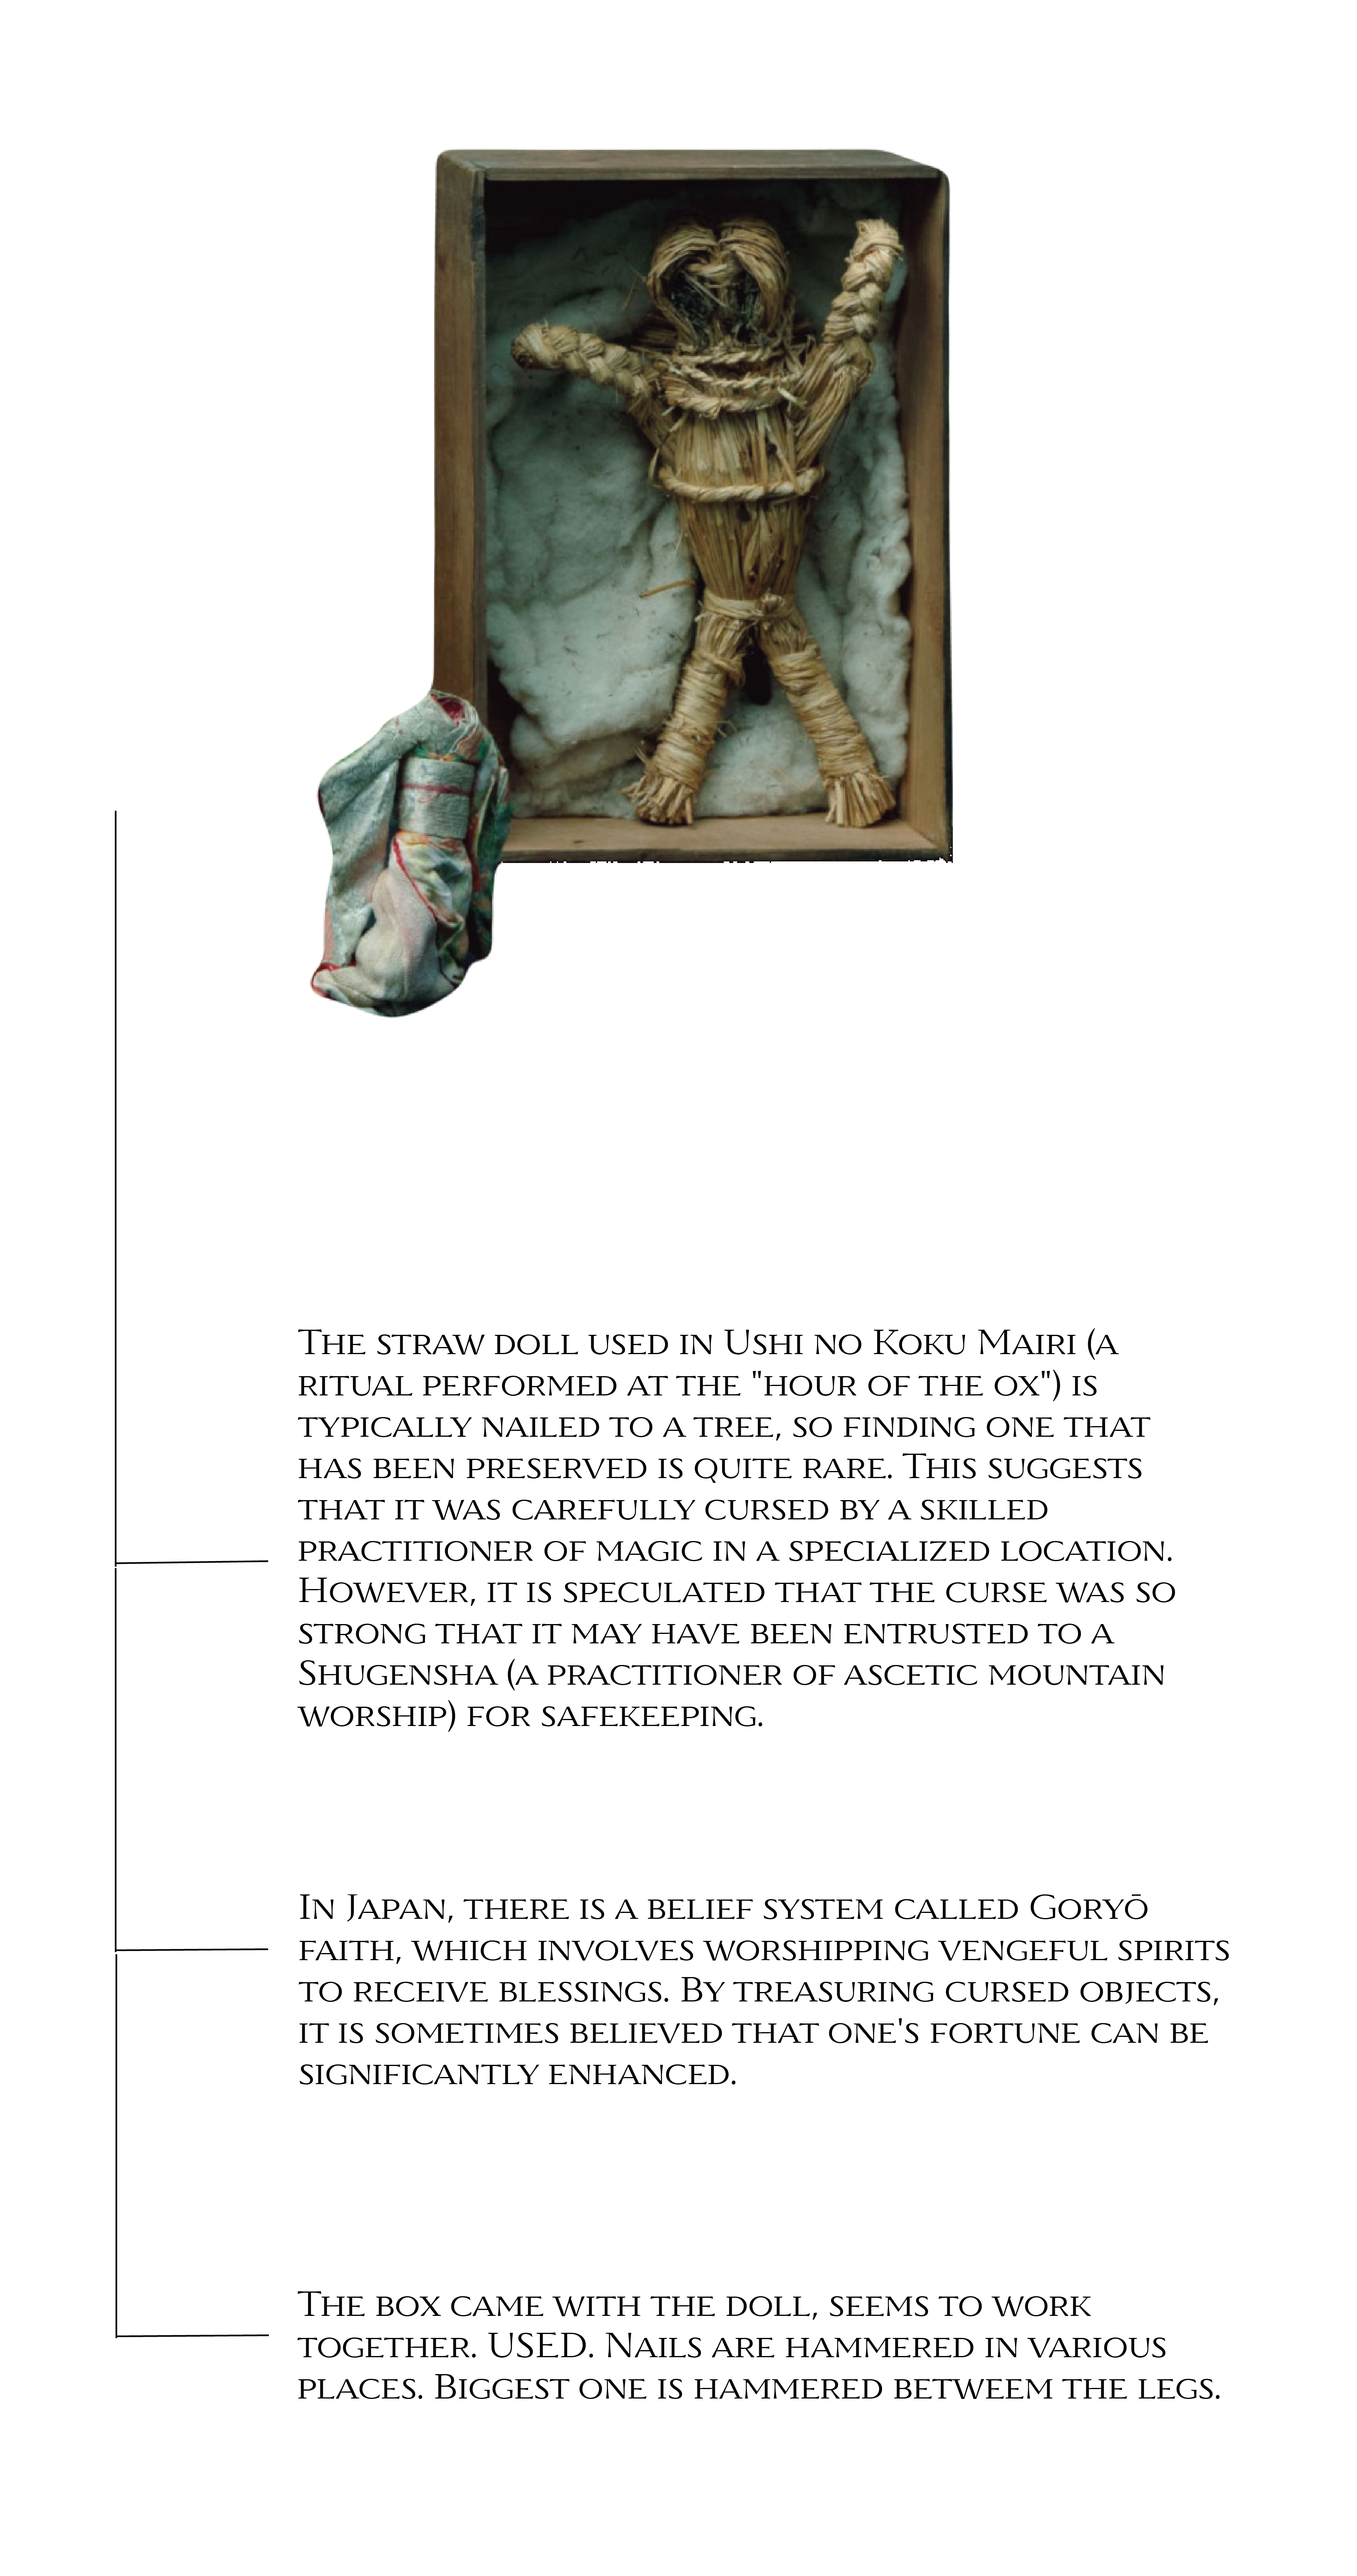 The straw doll used in Ushi no Koku Mairi (a
ritual performed at the "hour of the ox") is
typically nailed to a tree, so finding one that
has been preserved is quite rare. This suggests
that it was carefully cursed by a skilled
practitioner of magic in a specialized location.
However, it is speculated that the curse was so
strong that it may have been entrusted to a
Shugensha (a practitioner of ascetic mountain
worship) for safekeeping.
In Japan, there is a belief system called Goryō
faith, which involves worshipping vengeful spirits
to receive blessings. By treasuring cursed objects,
it is sometimes believed that one's fortune can be
significantly enhanced.
The box came with the doll, seems to work
together. USED. Nails are hammered in various
places. Biggest one is hammered betweem the legs.